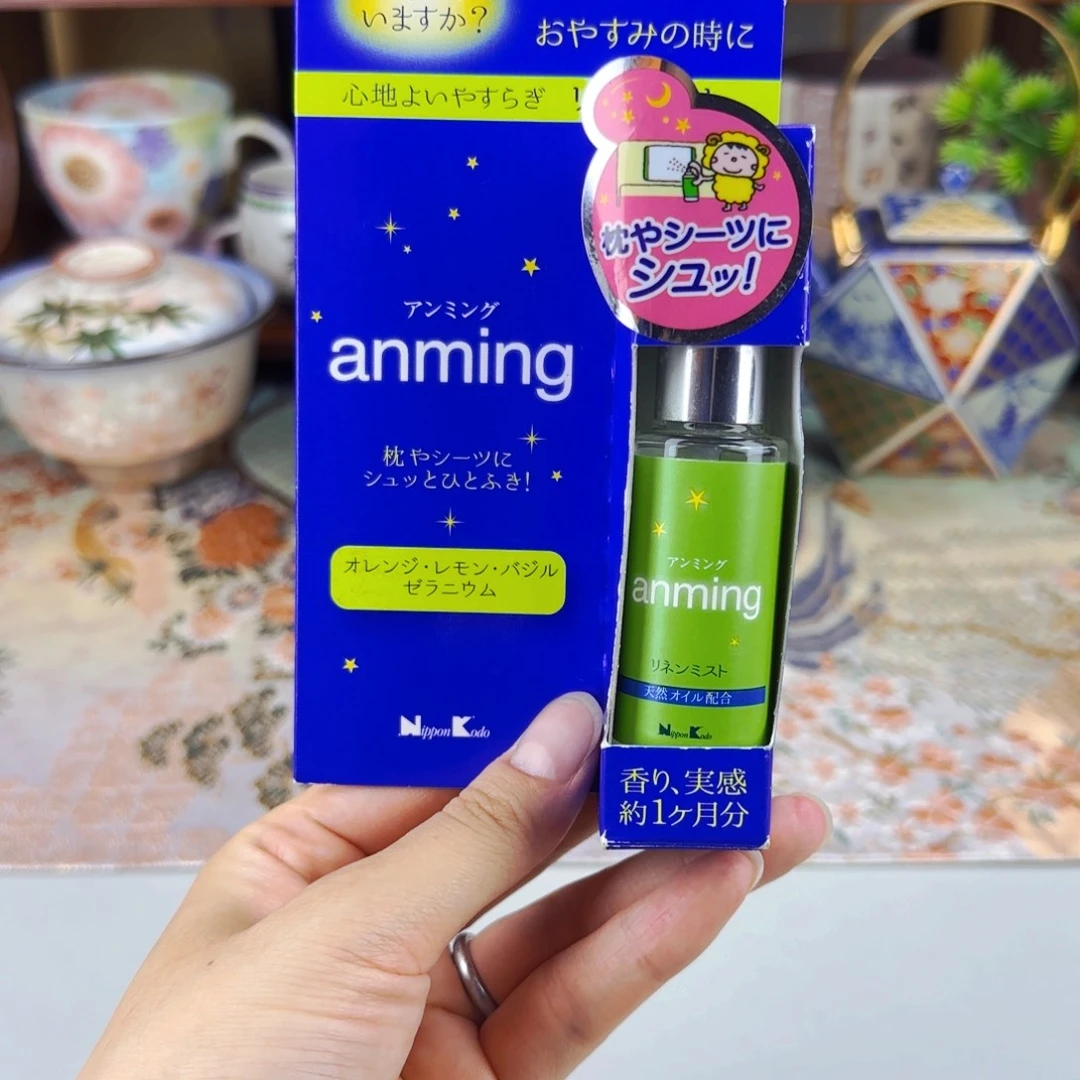 いますか?
おやすみの時に
心地よいやすらぎ
枕やシーツに
シュッ!
アンミング
anming
枕やシーツに
シュッとひとふき!
オレンジ・レモン・バジル
ゼラニウム
Nippon Kodo
アンミング
anming
リネンミスト
天然オイル配合
Nippon Kodo
香り、実感
約1ヶ月分